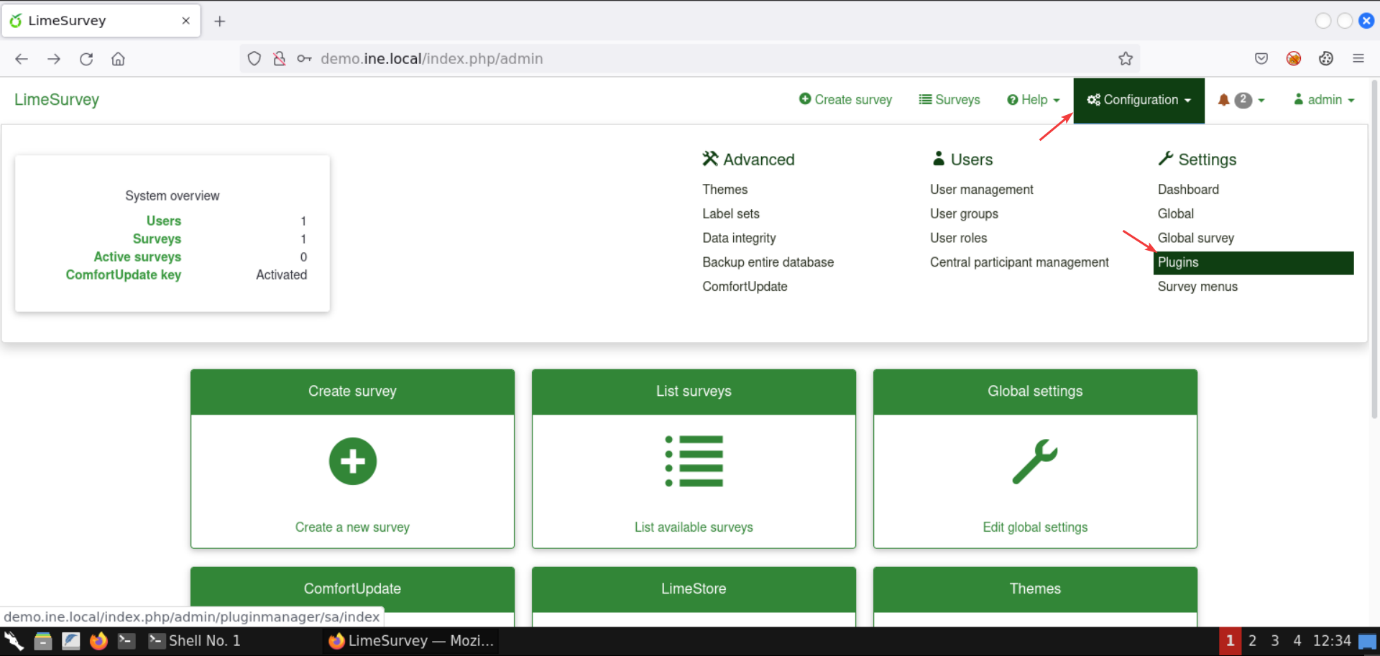 LimeSurvey
demo.ine.local/index.php/admin
LimeSurvey
Create survey
Surveys
Help
Configuration
2
admin
System overview
Users 1
Surveys 1
Active surveys 0
ComfortUpdate key Activated
Advanced
Themes
Label sets
Data integrity
Backup entire database
ComfortUpdate
Users
User management
User groups
User roles
Central participant management
Settings
Dashboard
Global
Global survey
Plugins
Survey menus
Create survey
Create a new survey
List surveys
List available surveys
Global settings
Edit global settings
ComfortUpdate
LimeStore
Themes
demo.ine.local/index.php/admin/pluginmanager/sa/index
Shell No. 1
LimeSurvey — Mozi...
1 2 3 4 12:34